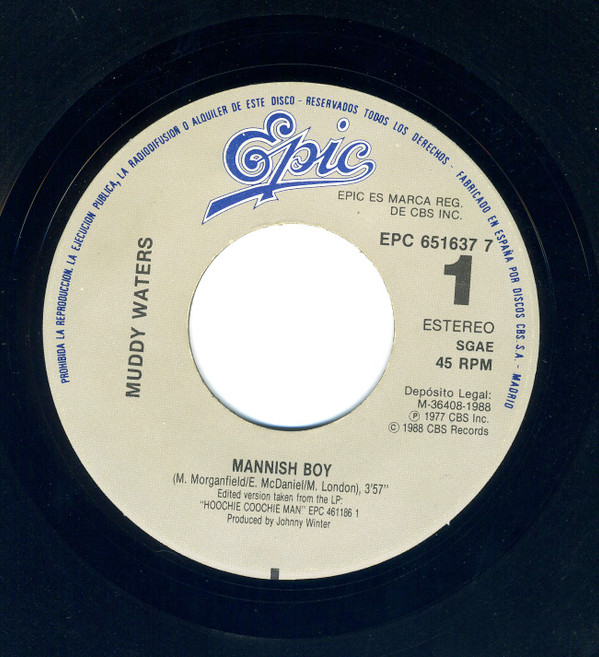 PROHIBIDA LA REPRODUCCION, LA EJECUCION PUBLICA, LA RADIODIFUSION O ALQUILER DE ESTE DISCO - RESERVADOS TODOS LOS DERECHOS - FABRICADO EN ESPAÑA POR DISCOS CBS, S.A. - MADRID
Epic
EPIC ES MARCA REG.
DE CBS INC.
EPC 651637 7
1
MUDDY WATERS
ESTEREO
SGAE
45 RPM
Depósito Legal:
M-36408-1988
℗ 1977 CBS Inc.
© 1988 CBS Records
MANNISH BOY
(M. Morganfield/E. McDaniel/M. London), 3'57"
Edited version taken from the LP:
"HOOCHIE COOCHIE MAN" EPC 461186 1
Produced by Johnny Winter